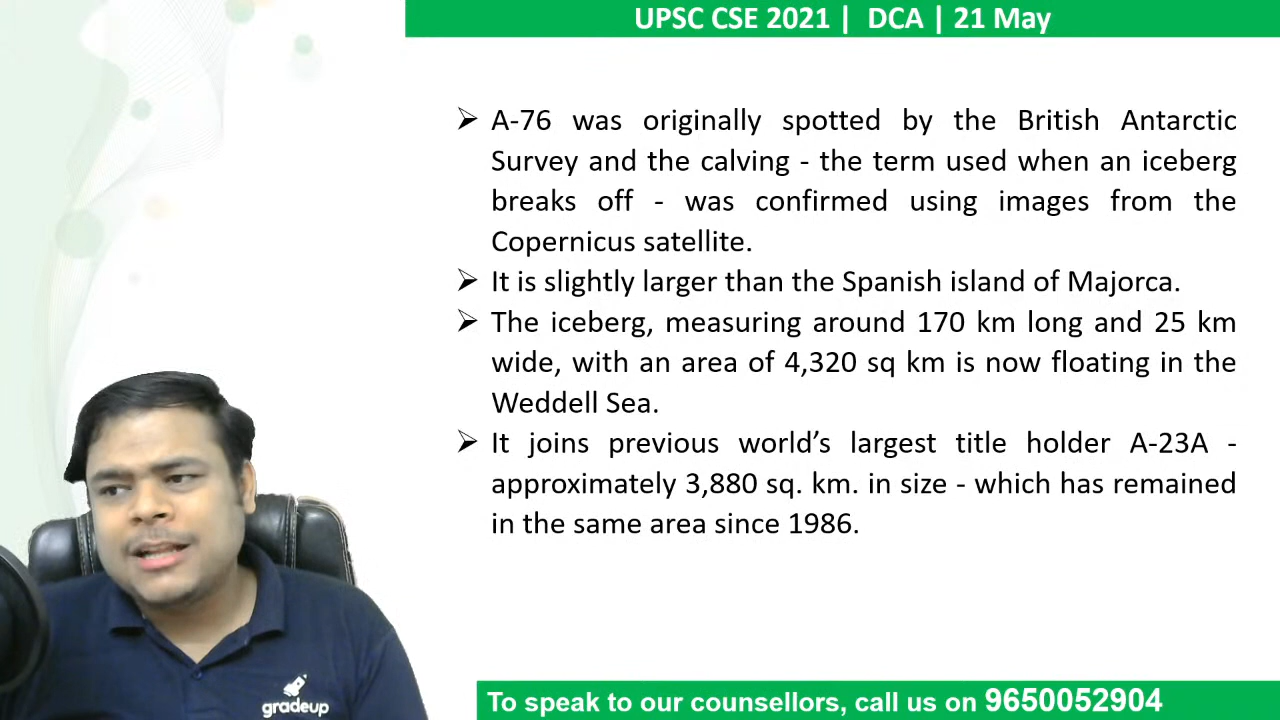 UPSC CSE 2021 | DCA | 21 May
➢ A-76 was originally spotted by the British Antarctic
Survey and the calving - the term used when an iceberg
breaks off - was confirmed using images from the
Copernicus satellite.
➢ It is slightly larger than the Spanish island of Majorca.
➢ The iceberg, measuring around 170 km long and 25 km
wide, with an area of 4,320 sq km is now floating in the
Weddell Sea.
➢ It joins previous world’s largest title holder A-23A -
approximately 3,880 sq. km. in size - which has remained
in the same area since 1986.
gradeup
To speak to our counsellors, call us on 9650052904